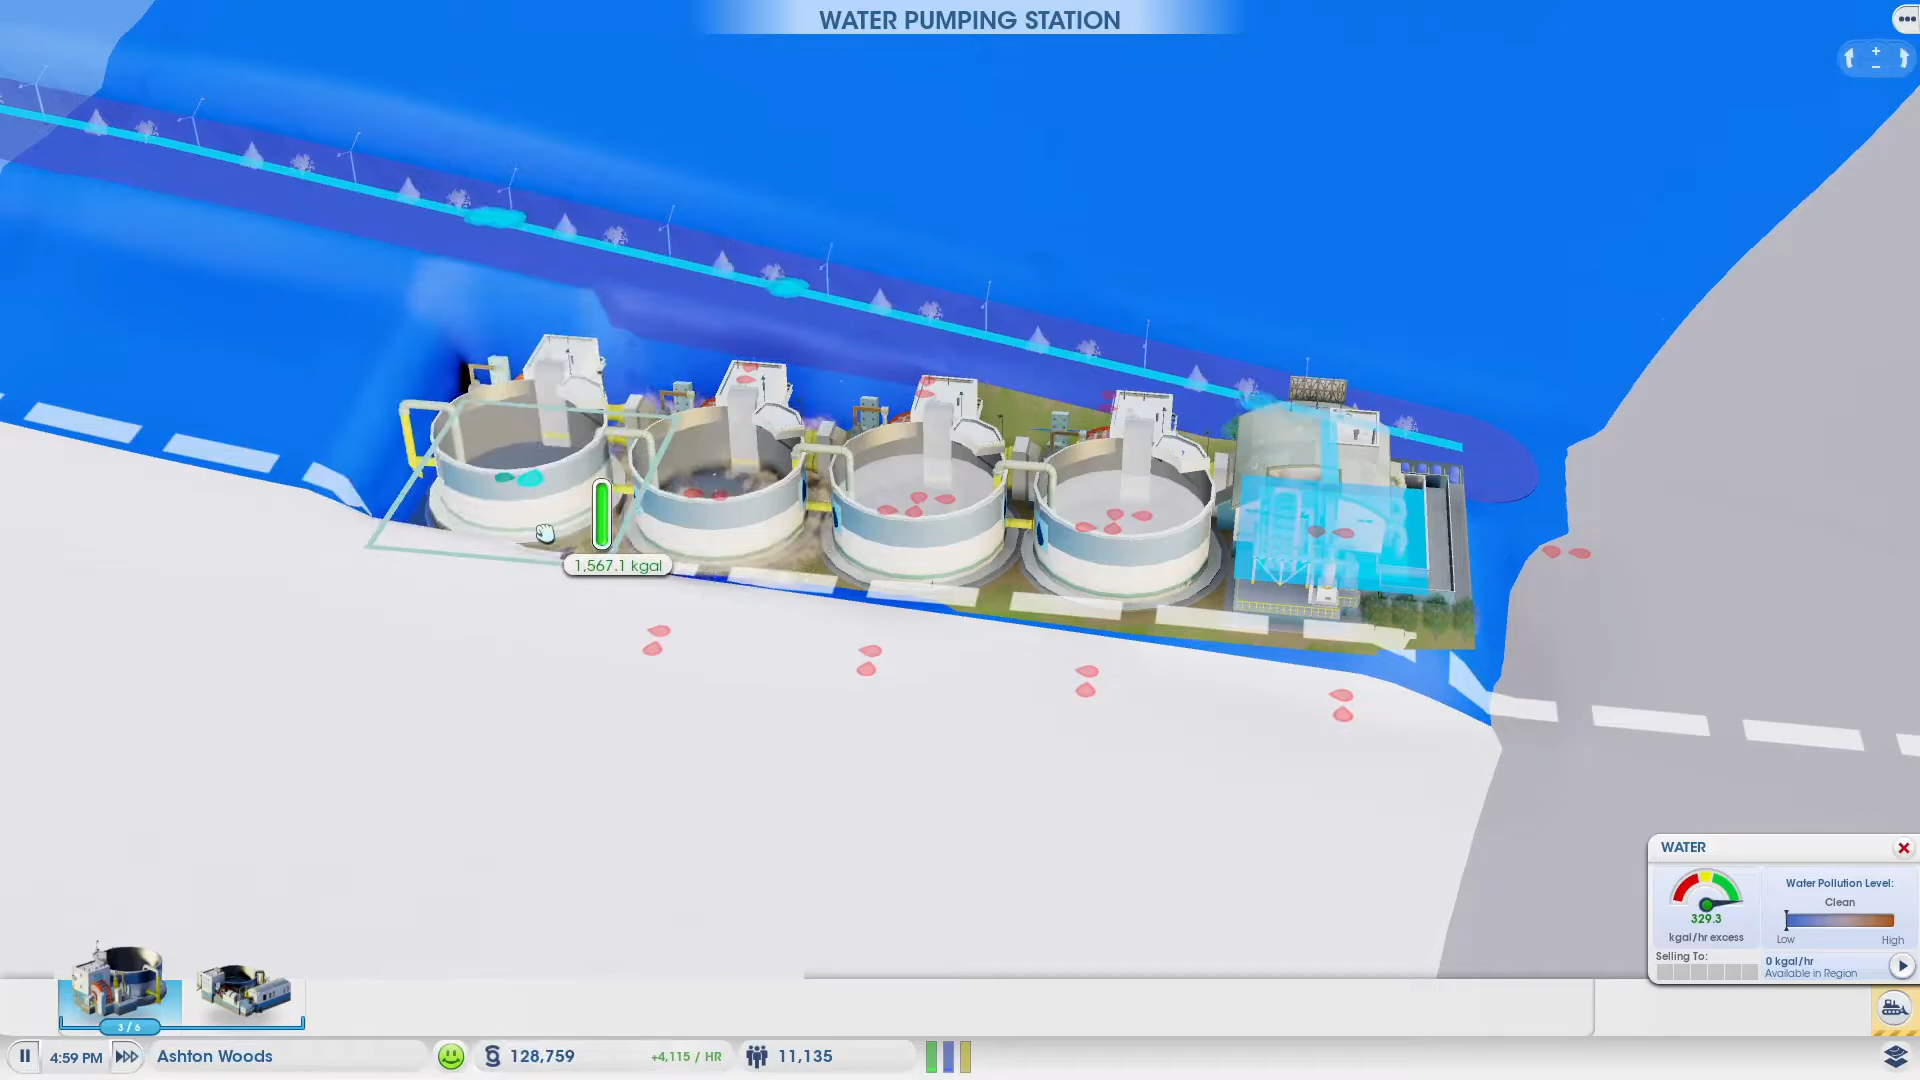 WATER PUMPING STATION
1,567.1 kgal
WATER
329.3
kgal/hr excess
Water Pollution Level:
Clean
Low
High
Selling To:
0 kgal/hr
Available in Region
3 / 6
4:59 PM
Ashton Woods
128,759
+4,115 / HR
11,135